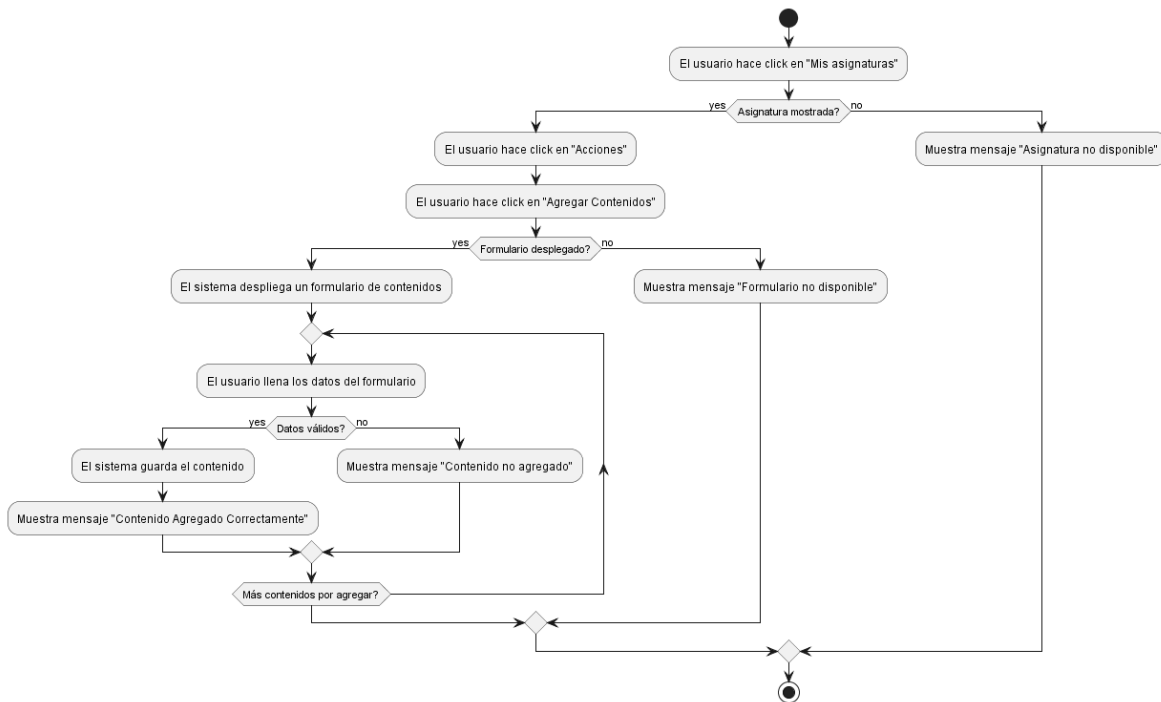 El usuario hace click en "Mis asignaturas"
yes
Asignatura mostrada?
no
El usuario hace click en "Acciones"
Muestra mensaje "Asignatura no disponible"
El usuario hace click en "Agregar Contenidos"
yes
Formulario desplegado?
no
El sistema despliega un formulario de contenidos
Muestra mensaje "Formulario no disponible"
El usuario llena los datos del formulario
yes
Datos válidos?
no
El sistema guarda el contenido
Muestra mensaje "Contenido no agregado"
Muestra mensaje "Contenido Agregado Correctamente"
Más contenidos por agregar?